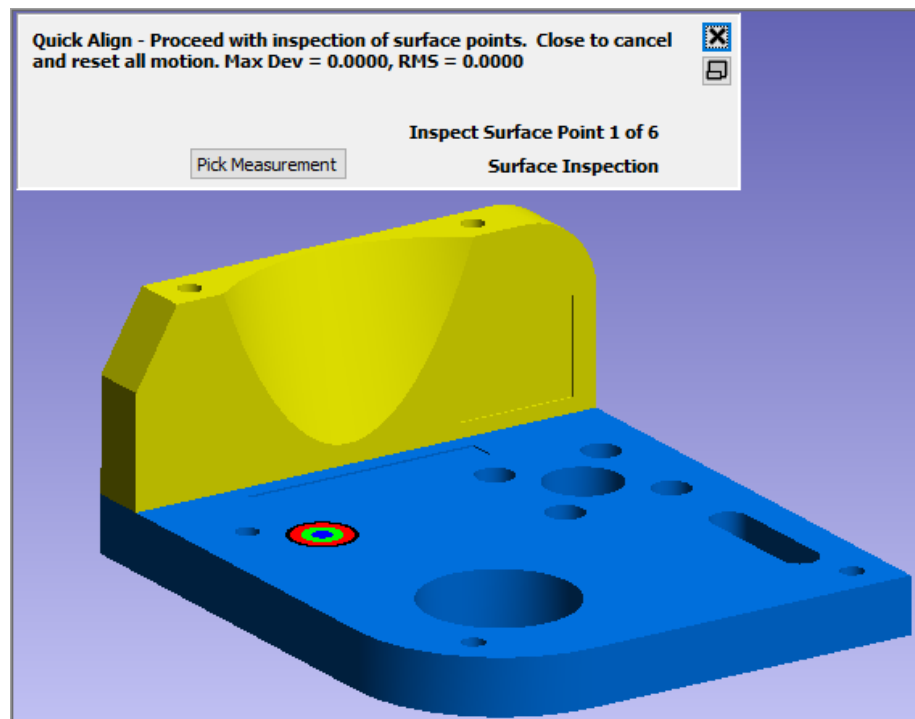 Quick Align - Proceed with inspection of surface points.  Close to cancel
and reset all motion. Max Dev = 0.0000, RMS = 0.0000
Inspect Surface Point 1 of 6
Pick Measurement
Surface Inspection